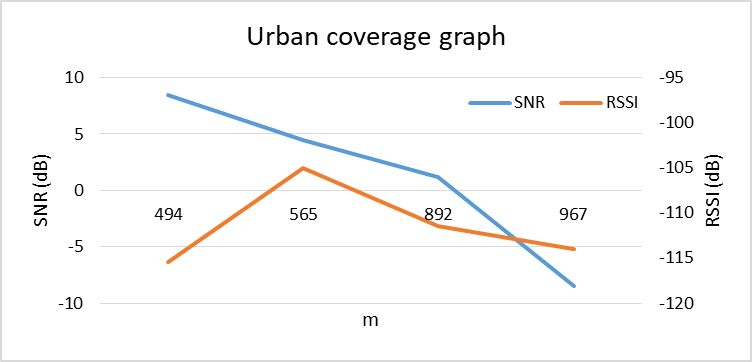 Urban coverage graph
10
5
0
-5
-10
SNR (dB)
SNR
RSSI
-95
-100
-105
-110
-115
-120
RSSI (dB)
494
565
892
967
m